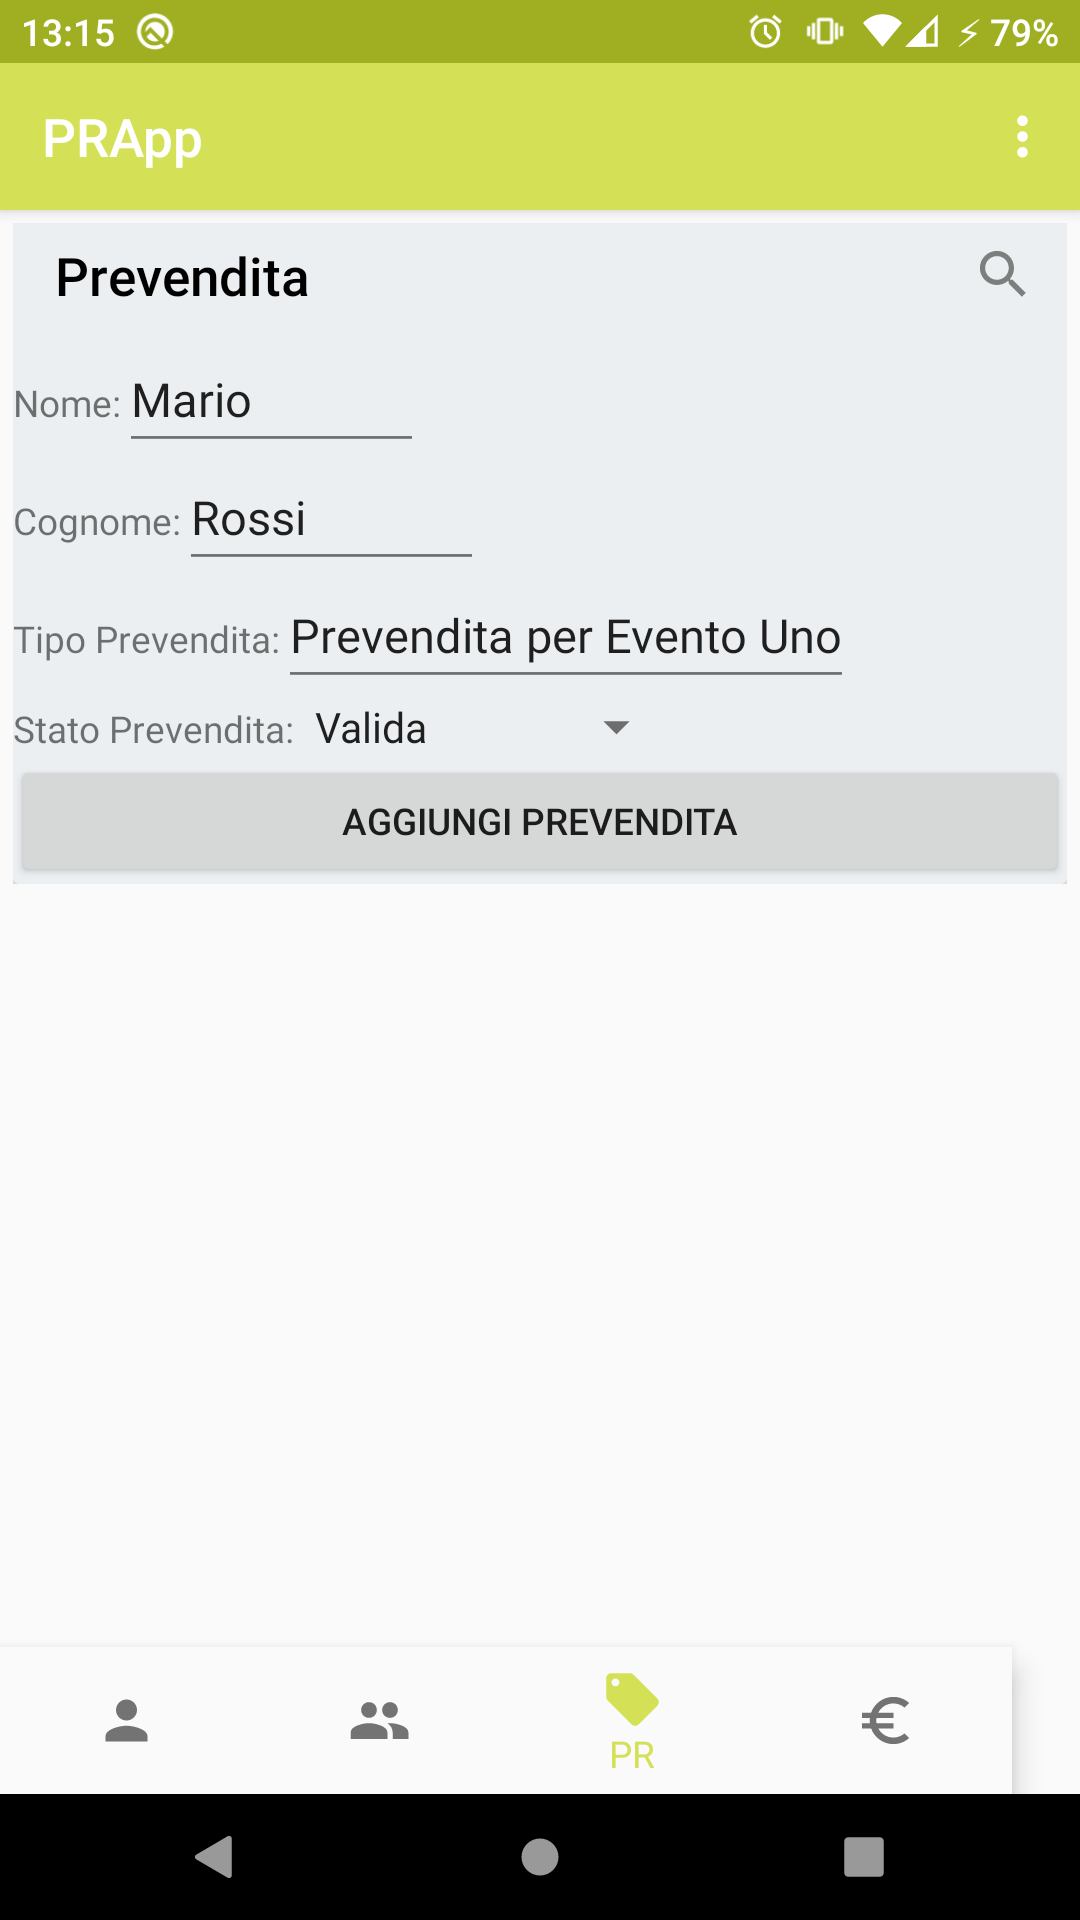 13:15 79%
PRApp
Prevendita
Nome: Mario
Cognome: Rossi
Tipo Prevendita: Prevendita per Evento Uno
Stato Prevendita: Valida
AGGIUNGI PREVENDITA
PR